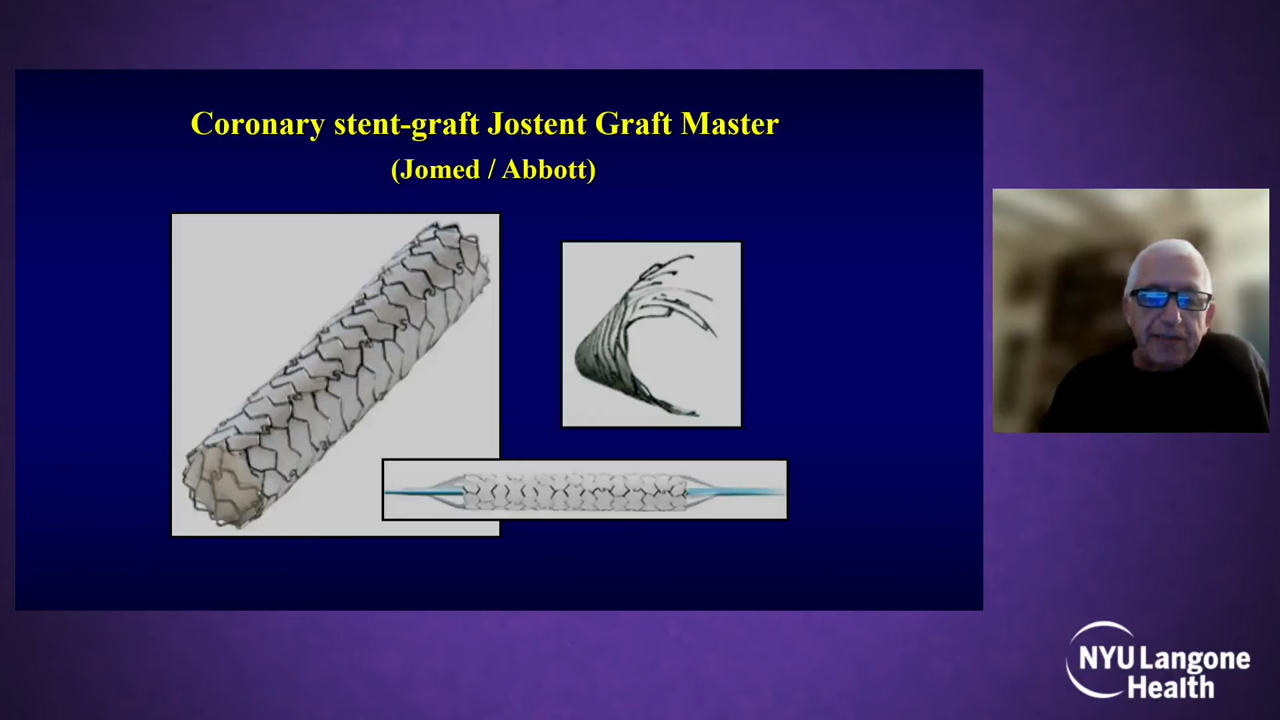 Coronary stent-graft Jostent Graft Master
(Jomed / Abbott)
NYU Langone
Health